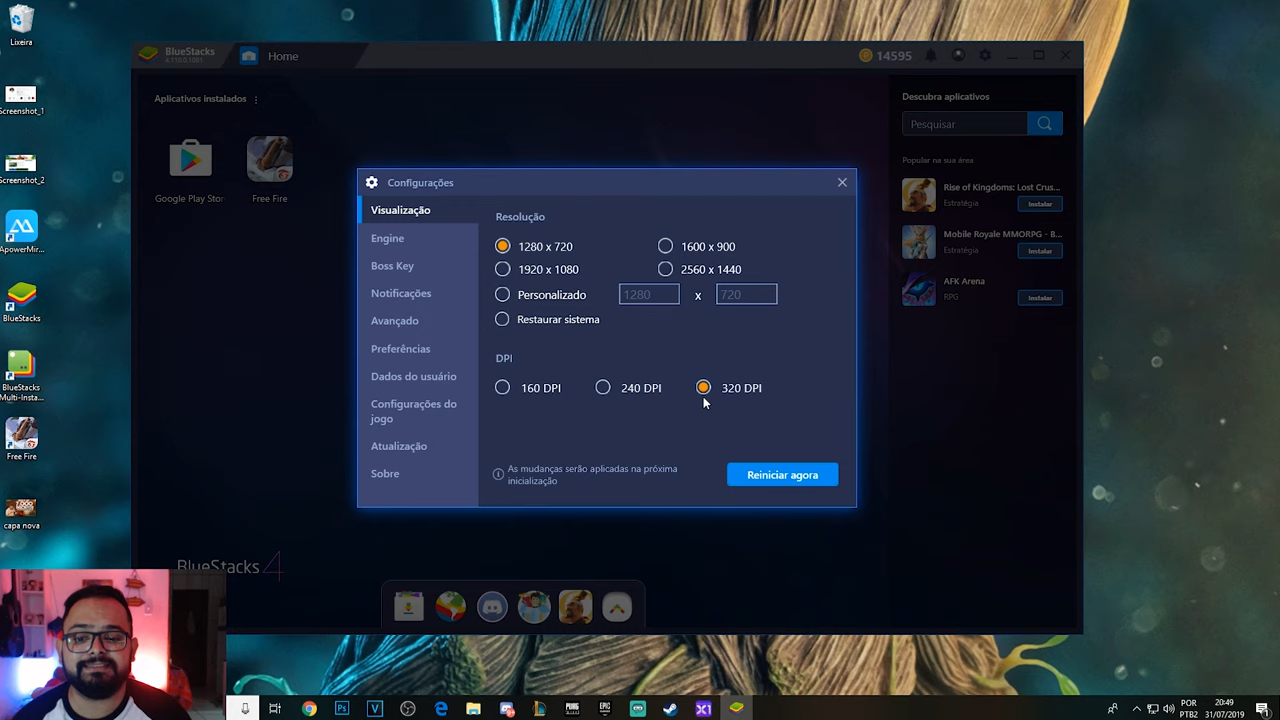 Lixeira
Screenshot_1
Screenshot_2
ApowerMir...
BlueStacks
BlueStacks
Multi-Insta...
Free Fire
capa nova
BlueStacks
Home
14595
Aplicativos instalados
Google Play Stor
Free Fire
Descubra aplicativos
Pesquisar
Popular na sua área
Rise of Kingdoms: Lost Crus...
Estratégia
Instalar
Mobile Royale MMORPG - B...
Estratégia
Instalar
AFK Arena
RPG
Instalar
Configurações
Visualização
Engine
Boss Key
Notificações
Avançado
Preferências
Dados do usuário
Configurações do
jogo
Atualização
Sobre
Resolução
1280 x 720
1600 x 900
1920 x 1080
2560 x 1440
Personalizado
1280
x
720
Restaurar sistema
DPI
160 DPI
240 DPI
320 DPI
As mudanças serão aplicadas na próxima
inicialização
Reiniciar agora
BlueStacks 4
Ps
V
PUBG
EPIC
X1
POR
PTB2
20:49
31/07/2019